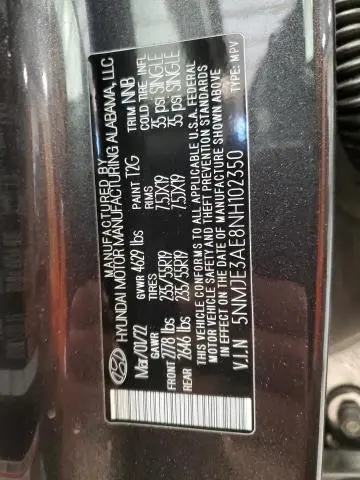 MANUFACTURED BY
HYUNDAI MOTOR MANUFACTURING ALABAMA, LLC
Mar/01/22 GVWR 4629 lbs PAINT T2G TRIM NNB
GAWR TIRES RIMS COLD TIRE INFL
FRONT 2778 lbs 235/55R19 7.5JX19 35 psi SINGLE
REAR 2646 lbs 235/55R19 7.5JX19 35 psi SINGLE
THIS VEHICLE CONFORMS TO ALL APPLICABLE U.S.A. FEDERAL
MOTOR VEHICLE SAFETY AND THEFT PREVENTION STANDARDS
IN EFFECT ON THE DATE OF MANUFACTURE SHOWN ABOVE
V.I.N 5NMJE3AE8NH102350 TYPE: MPV